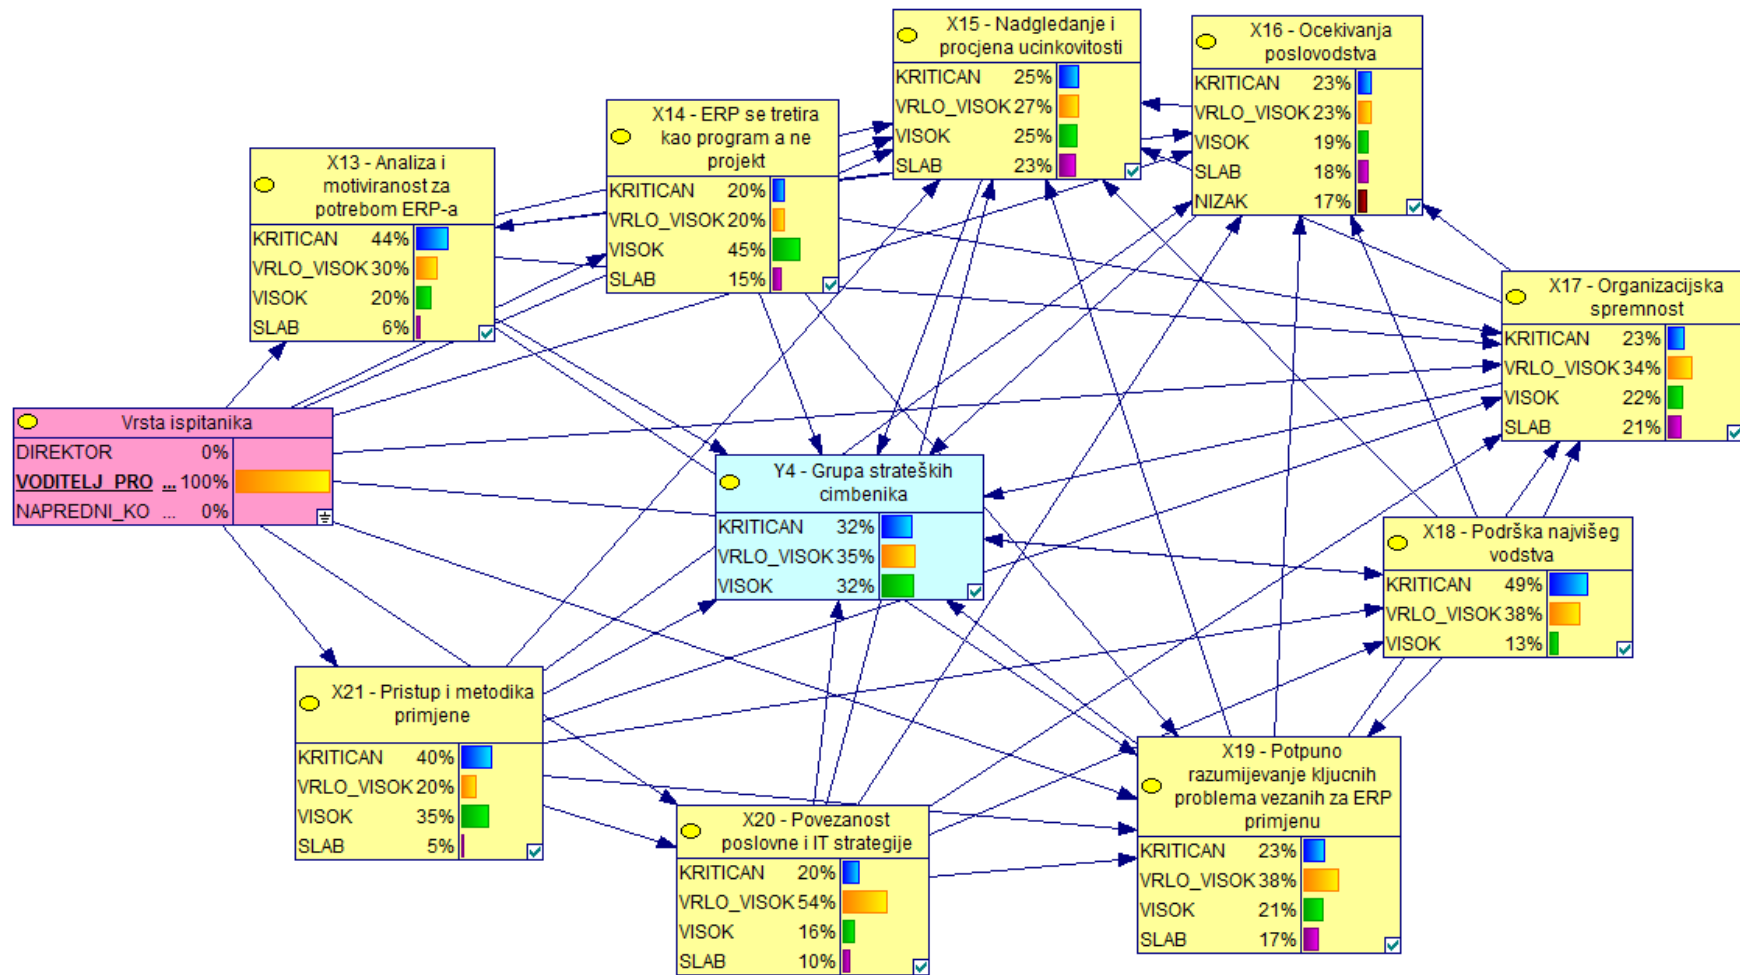 X15 - Nadgledanje i
procjena ucinkovitosti
KRITICAN 25%
VRLO_VISOK 27%
VISOK 25%
SLAB 23%
X16 - Ocekivanja
poslovodstva
KRITICAN 23%
VRLO_VISOK 23%
VISOK 19%
SLAB 18%
NIZAK 17%
X14 - ERP se tretira
kao program a ne
projekt
KRITICAN 20%
VRLO_VISOK 20%
VISOK 45%
SLAB 15%
X13 - Analiza i
motiviranost za
potrebom ERP-a
KRITICAN 44%
VRLO_VISOK 30%
VISOK 20%
SLAB 6%
X17 - Organizacijska
spremnost
KRITICAN 23%
VRLO_VISOK 34%
VISOK 22%
SLAB 21%
Vrsta ispitanika
DIREKTOR 0%
VODITELJ_PRO ... 100%
NAPREDNI_KO ... 0%
Y4 - Grupa strateških
cimbenika
KRITICAN 32%
VRLO_VISOK 35%
VISOK 32%
X18 - Podrška najvišeg
vodstva
KRITICAN 49%
VRLO_VISOK 38%
VISOK 13%
X21 - Pristup i metodika
primjene
KRITICAN 40%
VRLO_VISOK 20%
VISOK 35%
SLAB 5%
X20 - Povezanost
poslovne i IT strategije
KRITICAN 20%
VRLO_VISOK 54%
VISOK 16%
SLAB 10%
X19 - Potpuno
razumijevanje kljucnih
problema vezanih za ERP
primjenu
KRITICAN 23%
VRLO_VISOK 38%
VISOK 21%
SLAB 17%